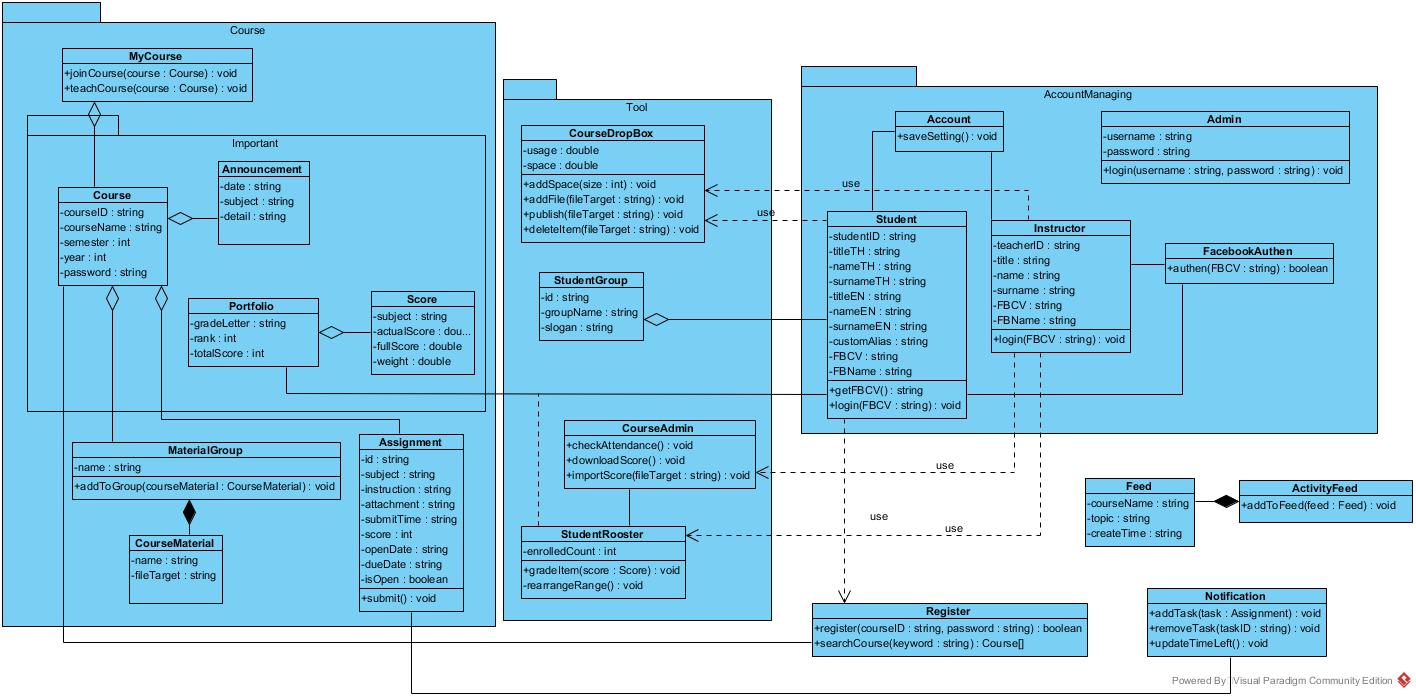 Course
MyCourse
+joinCourse(course : Course) : void
+teachCourse(course : Course) : void
Important
Announcement
-date : string
-subject : string
-detail : string
Course
-courseID : string
-courseName : string
-semester : int
-year : int
-password : string
Portfolio
-gradeLetter : string
-rank : int
-totalScore : int
Score
-subject : string
-actualScore : dou...
-fullScore : double
-weight : double
MaterialGroup
-name : string
+addToGroup(courseMaterial : CourseMaterial) : void
CourseMaterial
-name : string
-fileTarget : string
Assignment
-id : string
-subject : string
-instruction : string
-attachment : string
-submitTime : string
-score : int
-openDate : string
-dueDate : string
-isOpen : boolean
+submit() : void
Tool
CourseDropBox
-usage : double
-space : double
+addSpace(size : int) : void
+addFile(fileTarget : string) : void
+publish(fileTarget : string) : void
+deleteItem(fileTarget : string) : void
StudentGroup
-id : string
-groupName : string
-slogan : string
CourseAdmin
+checkAttendance() : void
+downloadScore() : void
+importScore(fileTarget : string) : void
StudentRooster
-enrolledCount : int
+gradeItem(score : Score) : void
-rearrangeRange() : void
AccountManaging
Account
+saveSetting() : void
Admin
-username : string
-password : string
+login(username : string, password : string) : void
use
use
Student
-studentID : string
-titleTH : string
-nameTH : string
-surnameTH : string
-titleEN : string
-nameEN : string
-surnameEN : string
-customAlias : string
-FBCV : string
-FBName : string
+getFBCV() : string
+login(FBCV : string) : void
Instructor
-teacherID : string
-title : string
-name : string
-surname : string
-FBCV : string
-FBName : string
+login(FBCV : string) : void
FacebookAuthen
+authen(FBCV : string) : boolean
use
use
use
Feed
-courseName : string
-topic : string
-createTime : string
ActivityFeed
+addToFeed(feed : Feed) : void
Register
+register(courseID : string, password : string) : boolean
+searchCourse(keyword : string) : Course[]
Notification
+addTask(task : Assignment) : void
+removeTask(taskID : string) : void
+updateTimeLeft() : void
Powered By Visual Paradigm Community Edition